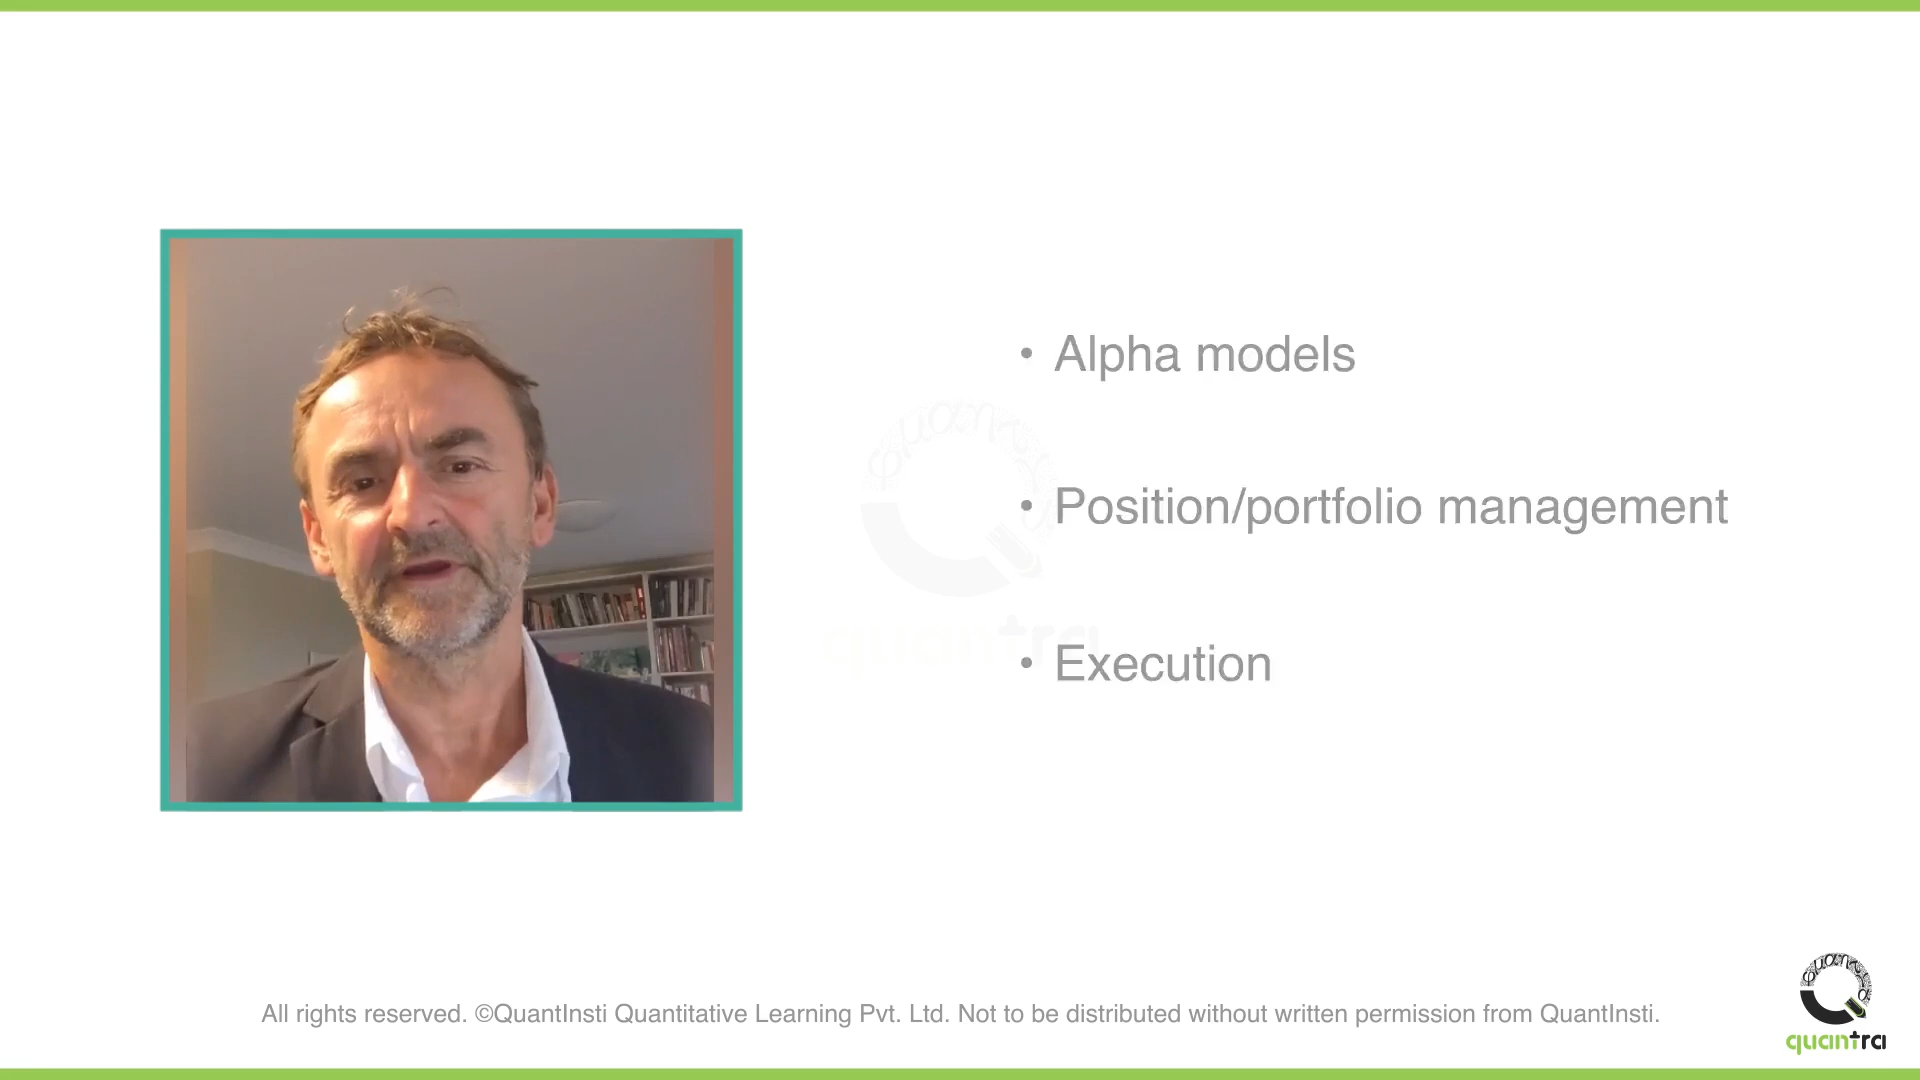 • Alpha models
• Position/portfolio management
• Execution
All rights reserved. ©QuantInsti Quantitative Learning Pvt. Ltd. Not to be distributed without written permission from QuantInsti.
quantra
quantra